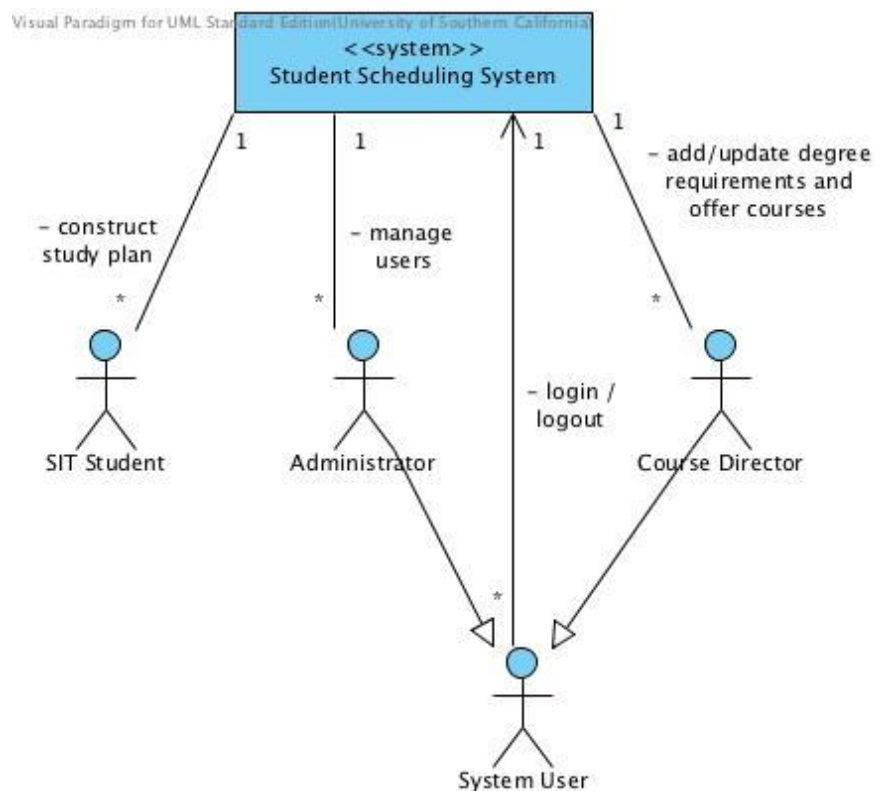 Visual Paradigm for UML Standard Edition(University of Southern California)
<<system>>
Student Scheduling System
1
1
1
1
- add/update degree
requirements and
offer courses
- construct
study plan
- manage
users
*
*
*
- login /
logout
SIT Student
Administrator
Course Director
*
System User